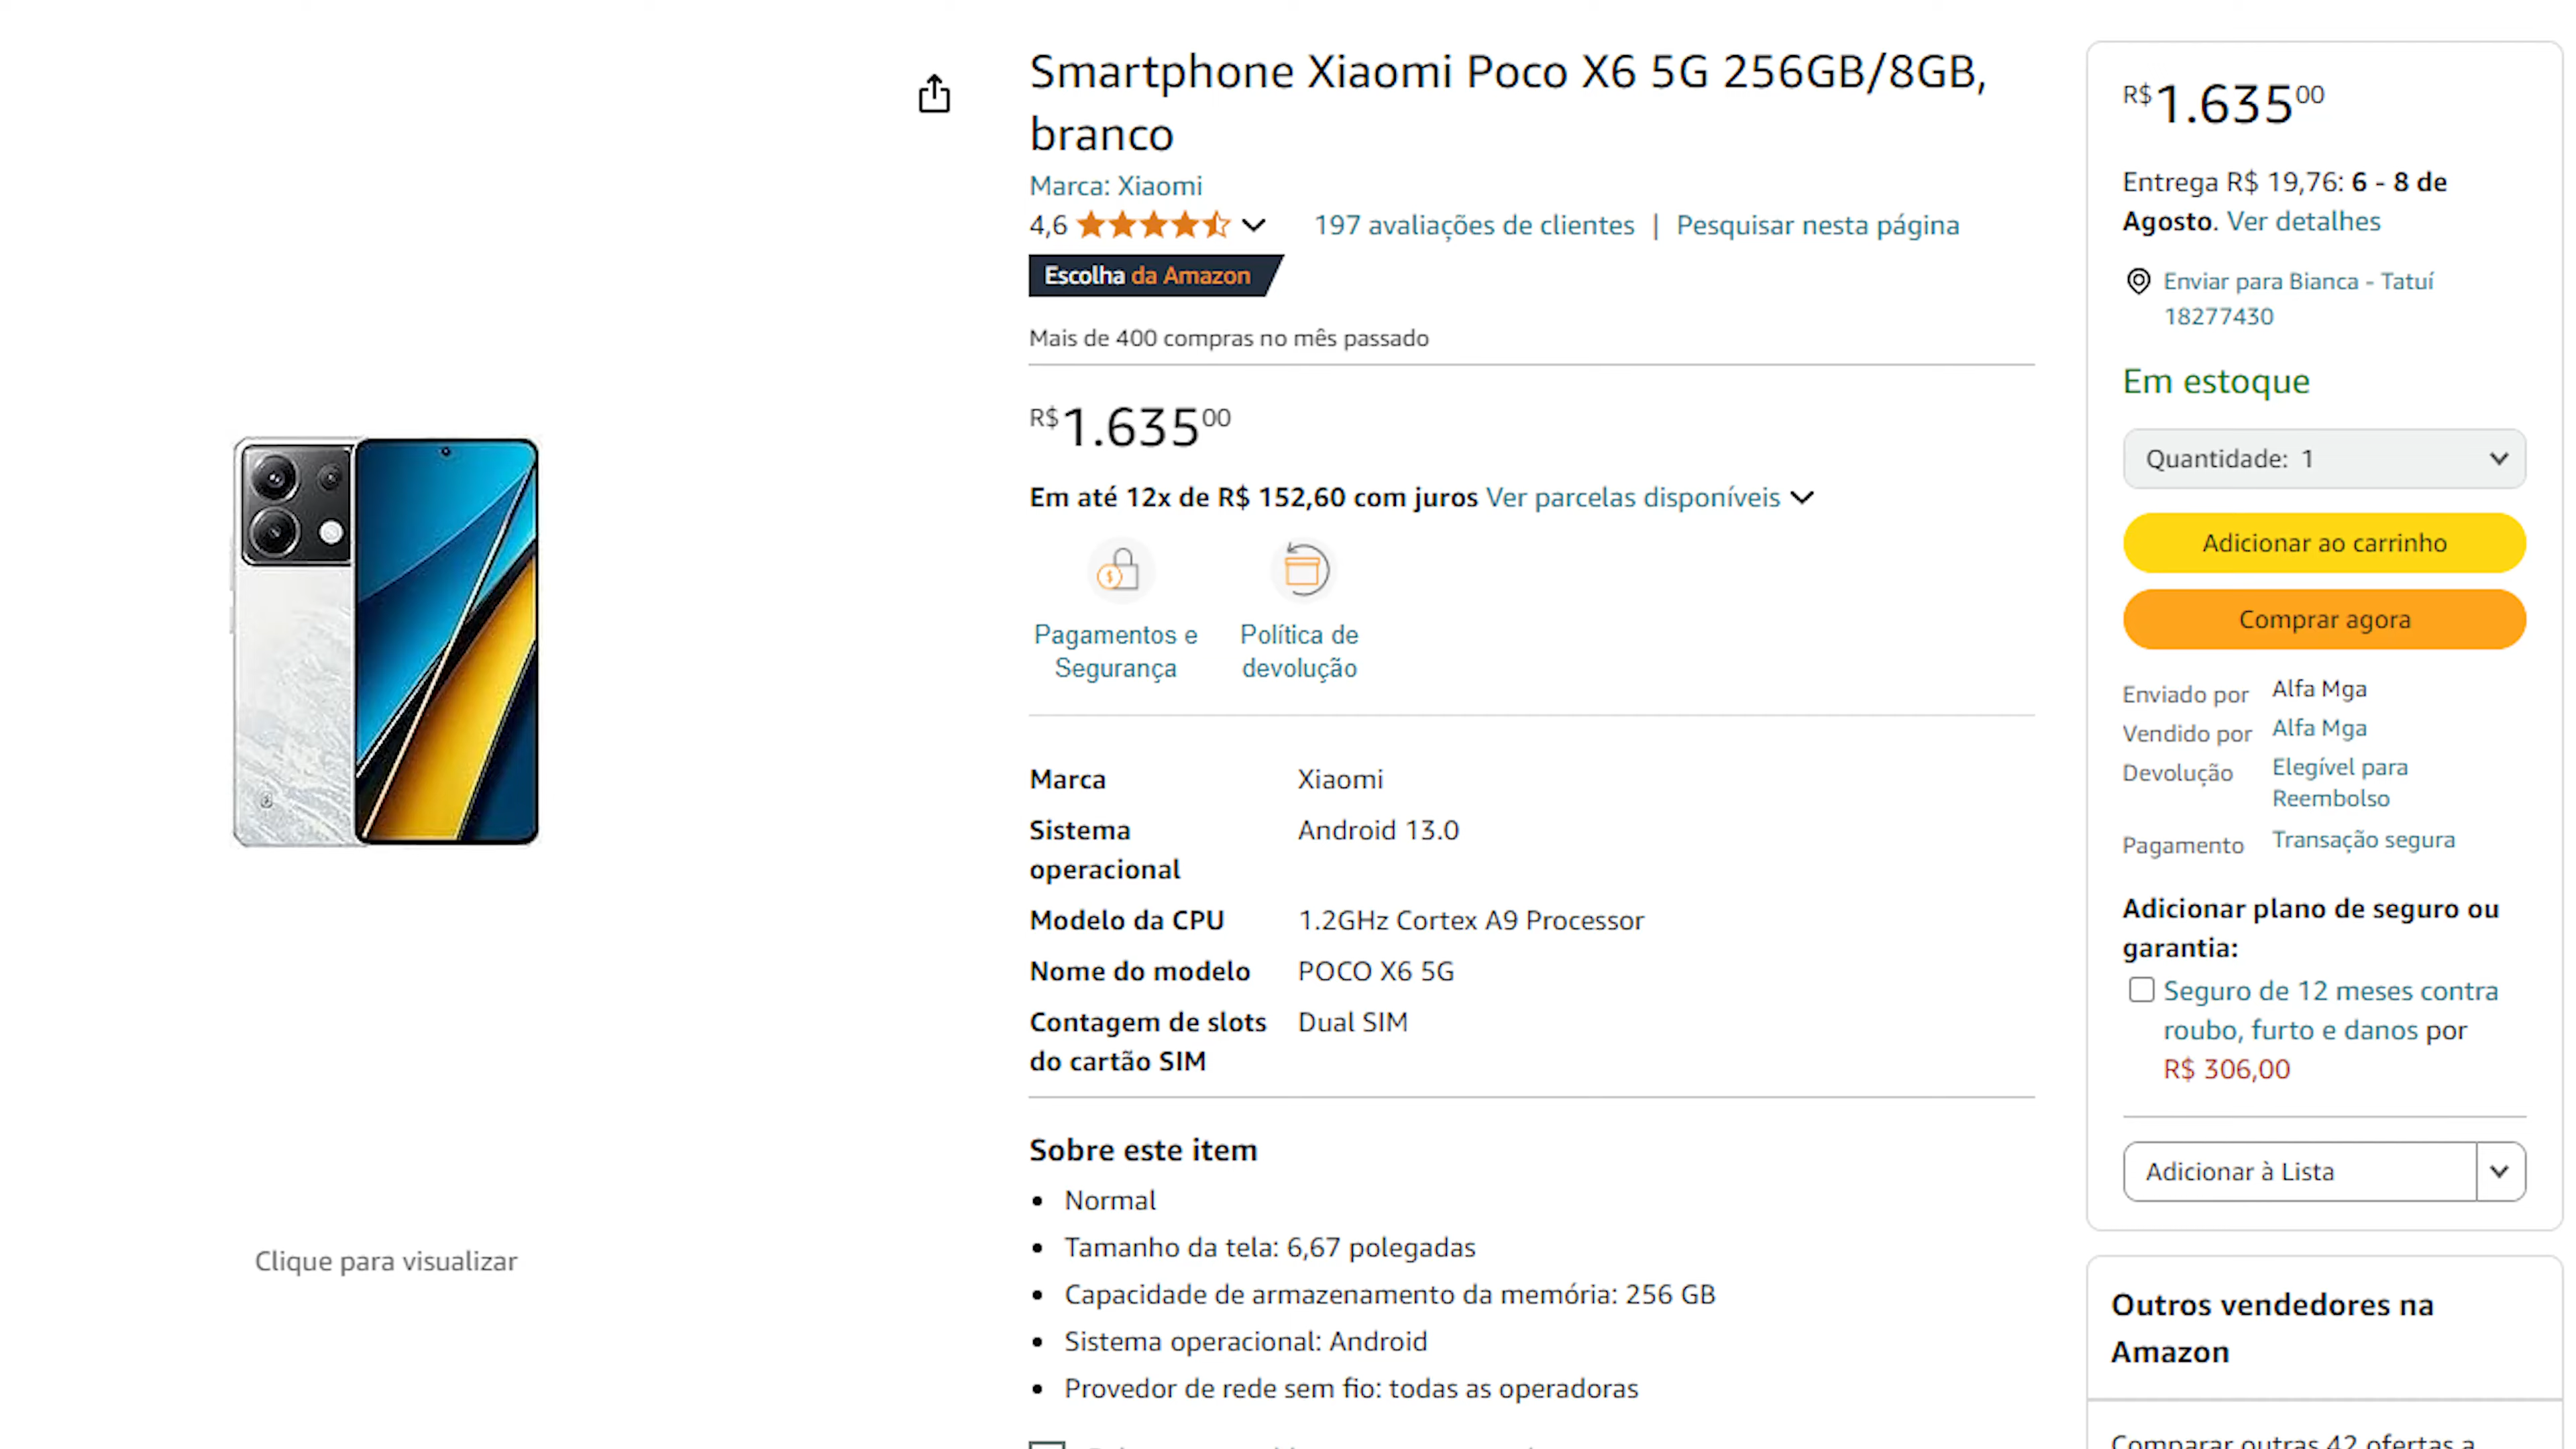 Smartphone Xiaomi Poco X6 5G 256GB/8GB,
branco
Marca: Xiaomi
4,6
197 avaliações de clientes | Pesquisar nesta página
Escolha da Amazon
Mais de 400 compras no mês passado
R$ 1.635 00
Em até 12x de R$ 152,60 com juros Ver parcelas disponíveis
Pagamentos e
Segurança
Política de
devolução
Marca Xiaomi
Sistema Android 13.0
operacional
Modelo da CPU 1.2GHz Cortex A9 Processor
Nome do modelo POCO X6 5G
Contagem de slots Dual SIM
do cartão SIM
Sobre este item
• Normal
• Tamanho da tela: 6,67 polegadas
• Capacidade de armazenamento da memória: 256 GB
• Sistema operacional: Android
• Provedor de rede sem fio: todas as operadoras
Clique para visualizar
R$ 1.635 00
Entrega R$ 19,76: 6 - 8 de
Agosto. Ver detalhes
Enviar para Bianca - Tatuí
18277430
Em estoque
Quantidade: 1
Adicionar ao carrinho
Comprar agora
Enviado por Alfa Mga
Vendido por Alfa Mga
Devolução Elegível para
Reembolso
Pagamento Transação segura
Adicionar plano de seguro ou
garantia:
Seguro de 12 meses contra
roubo, furto e danos por
R$ 306,00
Adicionar à Lista
Outros vendedores na
Amazon
Comparar outras 42 ofertas a